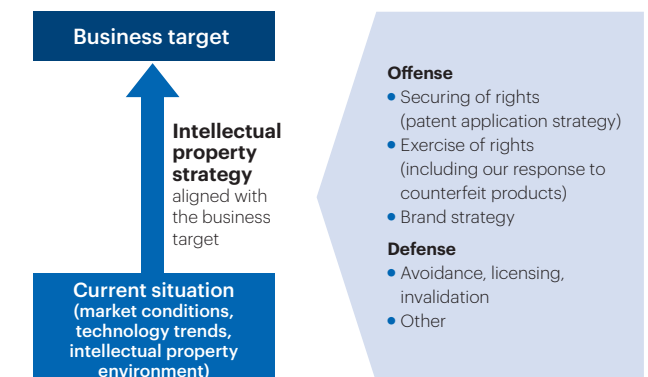 Business target
Intellectual
property
strategy
aligned with
the business
target
Current situation
(market conditions,
technology trends,
intellectual property
environment)
Offense
• Securing of rights
(patent application strategy)
• Exercise of rights
(including our response to
counterfeit products)
• Brand strategy
Defense
• Avoidance, licensing,
invalidation
• Other